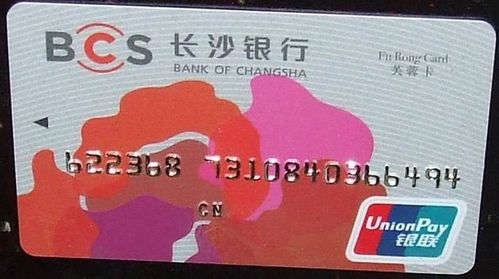 BCS 长沙银行
BANK OF CHANGSHA
Fu Rong Card
芙蓉卡
622368 7310840366494
CN
UnionPay
银联